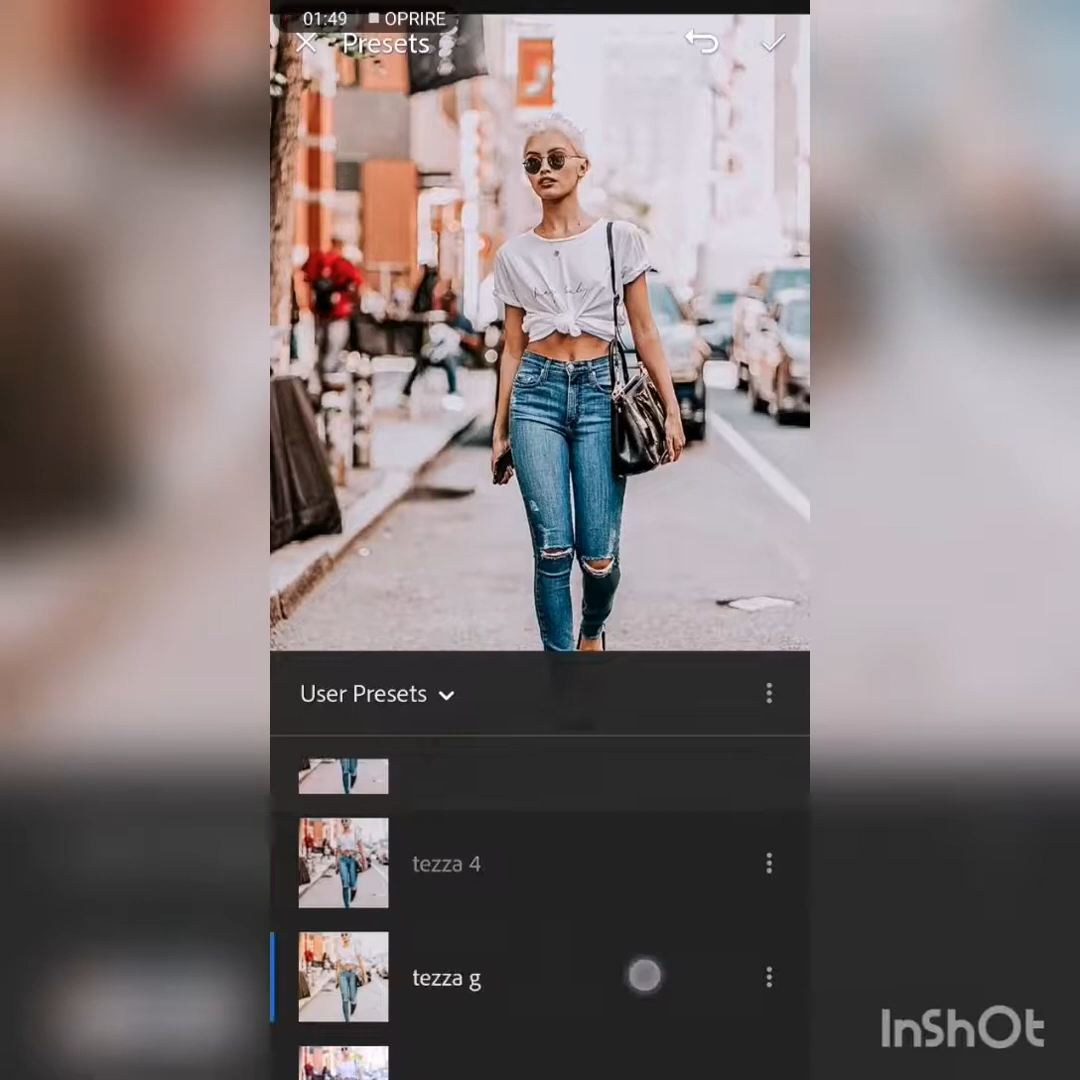 01:49 OPRIRE
Presets
User Presets
tezza 4
tezza g
InShOt